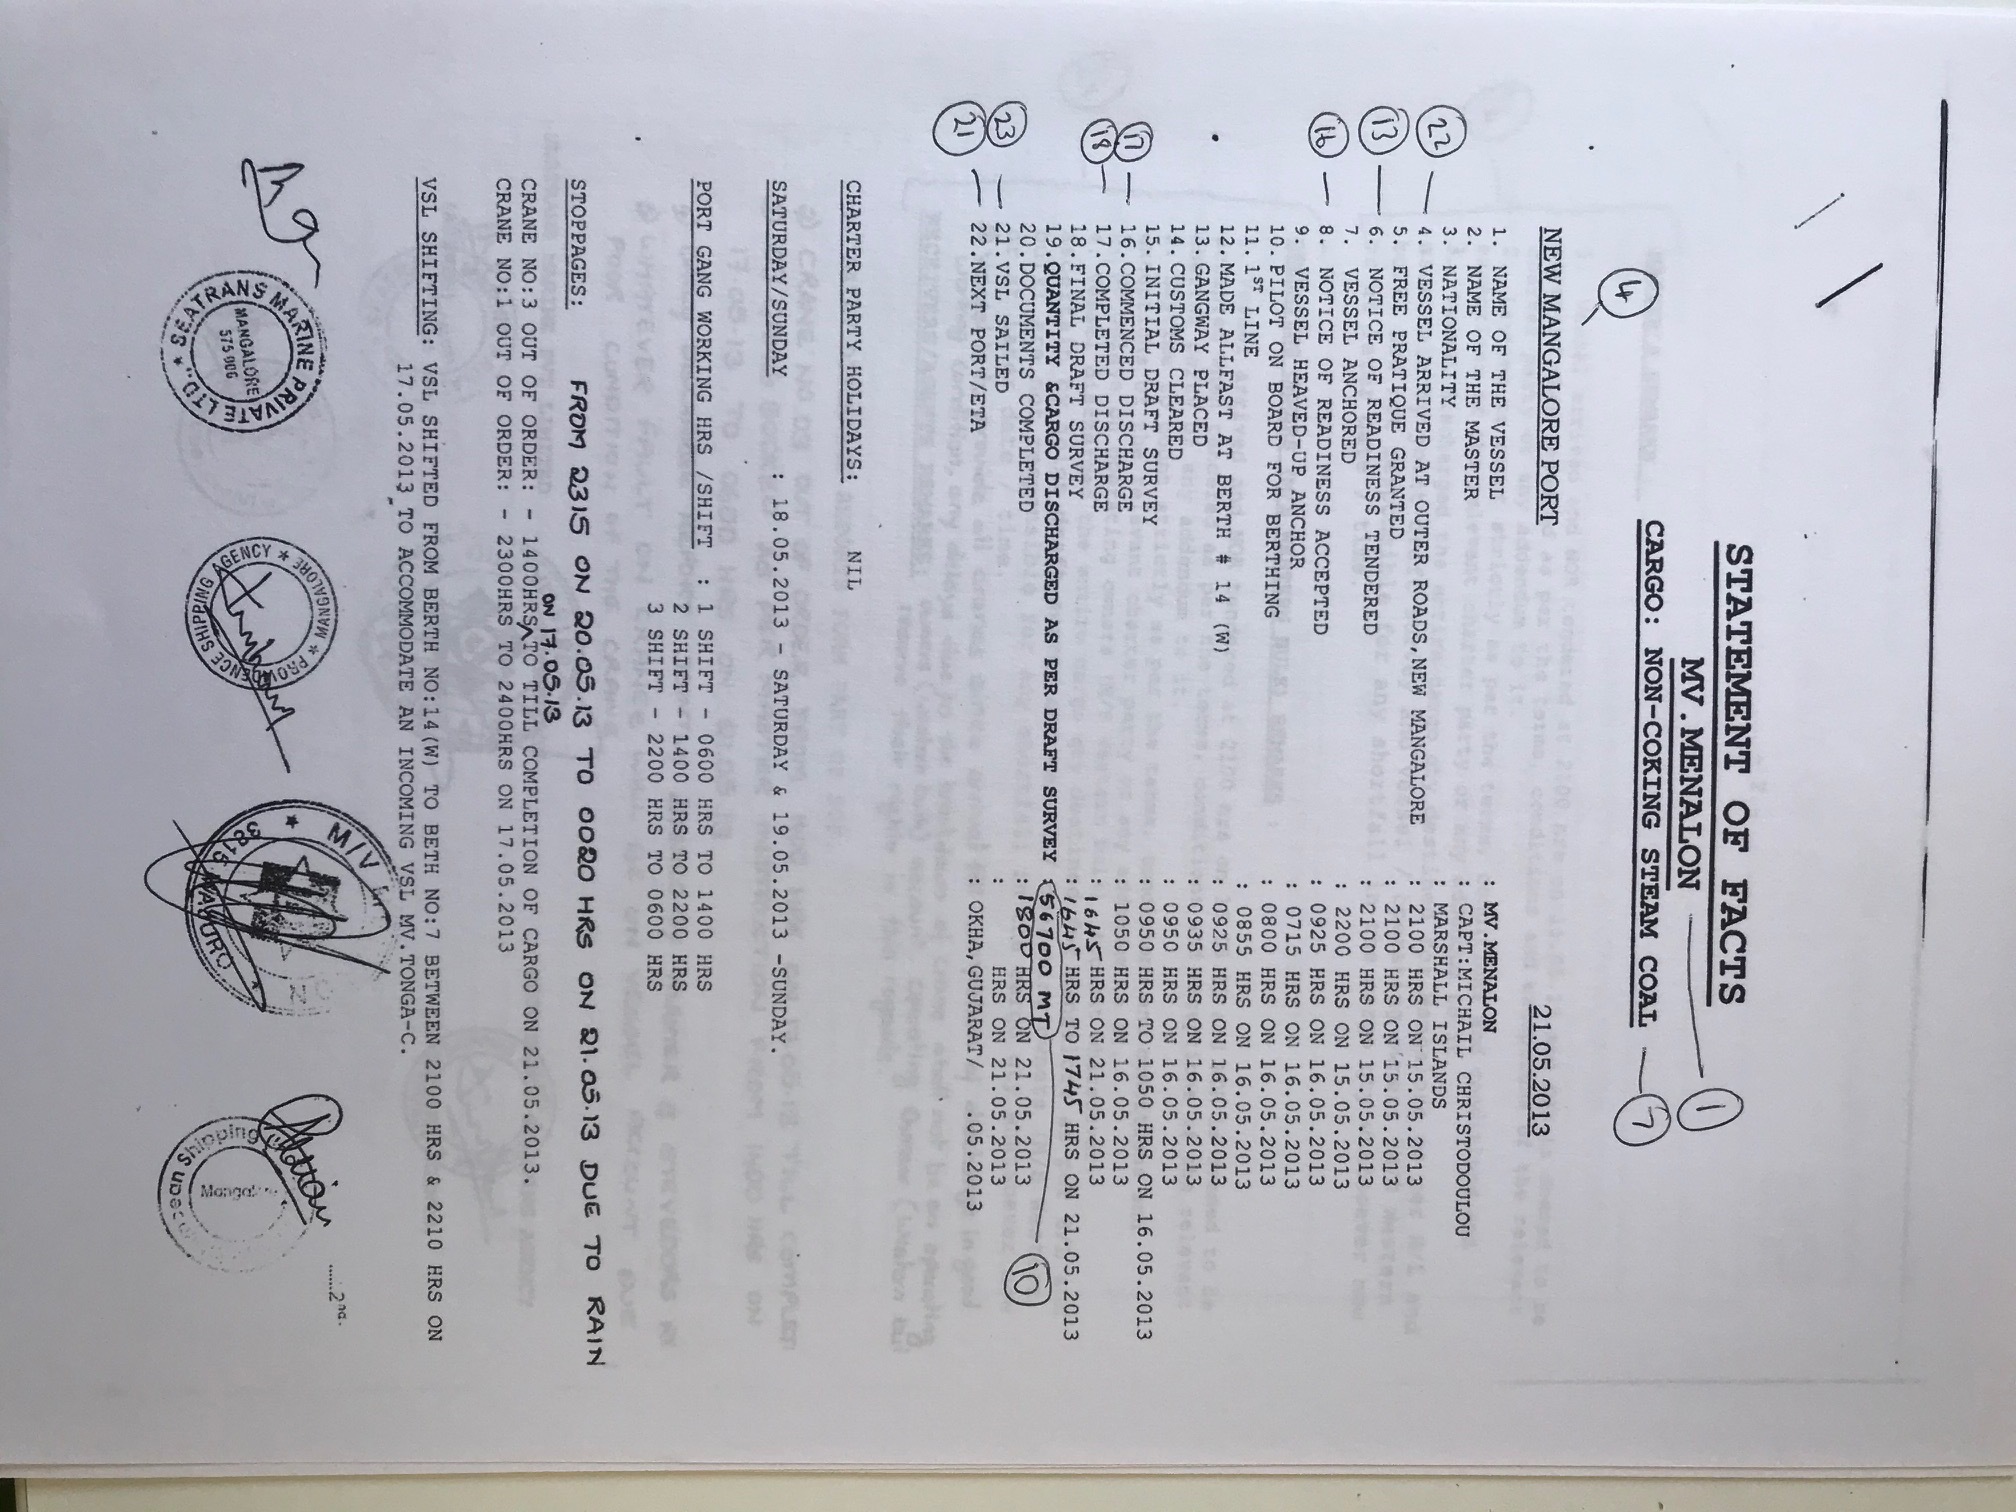 STATEMENT OF FACTS
MV.MENALON 1
CARGO: NON-COKING STEAM COAL 7
4
NEW MANGALORE PORT 21.05.2013
1. NAME OF THE VESSEL : MV.MENALON
2. NAME OF THE MASTER : CAPT:MICHAIL CHRISTODOULOU
3. NATIONALITY : MARSHALL ISLANDS
22 4. VESSEL ARRIVED AT OUTER ROADS,NEW MANGALORE : 2100 HRS ON 15.05.2013
5. FREE PRATIQUE GRANTED : 2100 HRS ON 15.05.2013
13 6. NOTICE OF READINESS TENDERED : 2100 HRS ON 15.05.2013
7. VESSEL ANCHORED : 2200 HRS ON 15.05.2013
16 8. NOTICE OF READINESS ACCEPTED : 0925 HRS ON 16.05.2013
9. VESSEL HEAVED-UP ANCHOR : 0715 HRS ON 16.05.2013
10. PILOT ON BOARD FOR BERTHING : 0800 HRS ON 16.05.2013
11. 1ST LINE : 0855 HRS ON 16.05.2013
12. MADE ALLFAST AT BERTH # 14 (W) : 0925 HRS ON 16.05.2013
13. GANGWAY PLACED : 0935 HRS ON 16.05.2013
14. CUSTOMS CLEARED : 0950 HRS ON 16.05.2013
15. INITIAL DRAFT SURVEY : 0950 HRS TO 1050 HRS ON 16.05.2013
17 16. COMMENCED DISCHARGE : 1050 HRS ON 16.05.2013
18 17. COMPLETED DISCHARGE : 1645 HRS ON 21.05.2013
18. FINAL DRAFT SURVEY : 1645 HRS TO 1745 HRS ON 21.05.2013
19. QUANTITY &CARGO DISCHARGED AS PER DRAFT SURVEY : 56700 MT 10
20. DOCUMENTS COMPLETED : 1800 HRS ON 21.05.2013
23 21. VSL SAILED : HRS ON 21.05.2013
21 22. NEXT PORT/ETA : OKHA,GUJARAT/ .05.2013
CHARTER PARTY HOLIDAYS: NIL
SATURDAY/SUNDAY : 18.05.2013 - SATURDAY & 19.05.2013 -SUNDAY.
PORT GANG WORKING HRS /SHIFT : 1 SHIFT - 0600 HRS TO 1400 HRS
2 SHIFT - 1400 HRS TO 2200 HRS
3 SHIFT - 2200 HRS TO 0600 HRS
STOPPAGES: FROM 2315 ON 20.05.13 TO 0020 HRS ON 21.05.13 DUE TO RAIN
ON 17.05.13
CRANE NO:3 OUT OF ORDER: - 1400HRS TO TILL COMPLETION OF CARGO ON 21.05.2013.
CRANE NO:1 OUT OF ORDER: - 2300HRS TO 2400HRS ON 17.05.2013
VSL SHIFTING: VSL SHIFTED FROM BERTH NO:14(W) TO BETH NO:7 BETWEEN 2100 HRS & 2210 HRS ON
17.05.2013 TO ACCOMMODATE AN INCOMING VSL MV.TONGA-C.
......2nd.
SEATRANS MARINE PRIVATE LTD., MANGALORE 575 006
PROVIDENCE SHIPPING AGENCY MANGALORE
M/V 3815 MAJURO
Shipping Mangalore